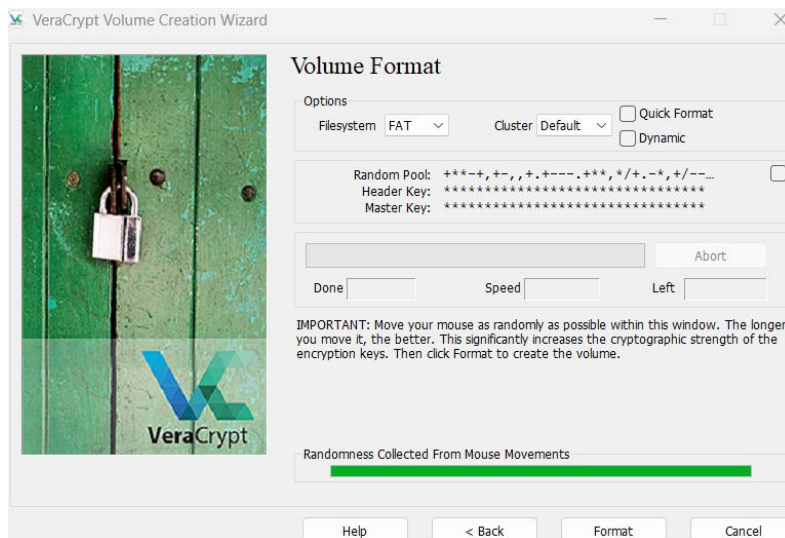 VeraCrypt Volume Creation Wizard
Volume Format
Options
Filesystem FAT Cluster Default Quick Format
Dynamic
Random Pool: +**-+,+-,,+.+---.+**,*/+.-*,+/--...
Header Key: ********************************
Master Key: ********************************
Abort
Done Speed Left
IMPORTANT: Move your mouse as randomly as possible within this window. The longer
you move it, the better. This significantly increases the cryptographic strength of the
encryption keys. Then click Format to create the volume.
VeraCrypt
Randomness Collected From Mouse Movements
Help < Back Format Cancel